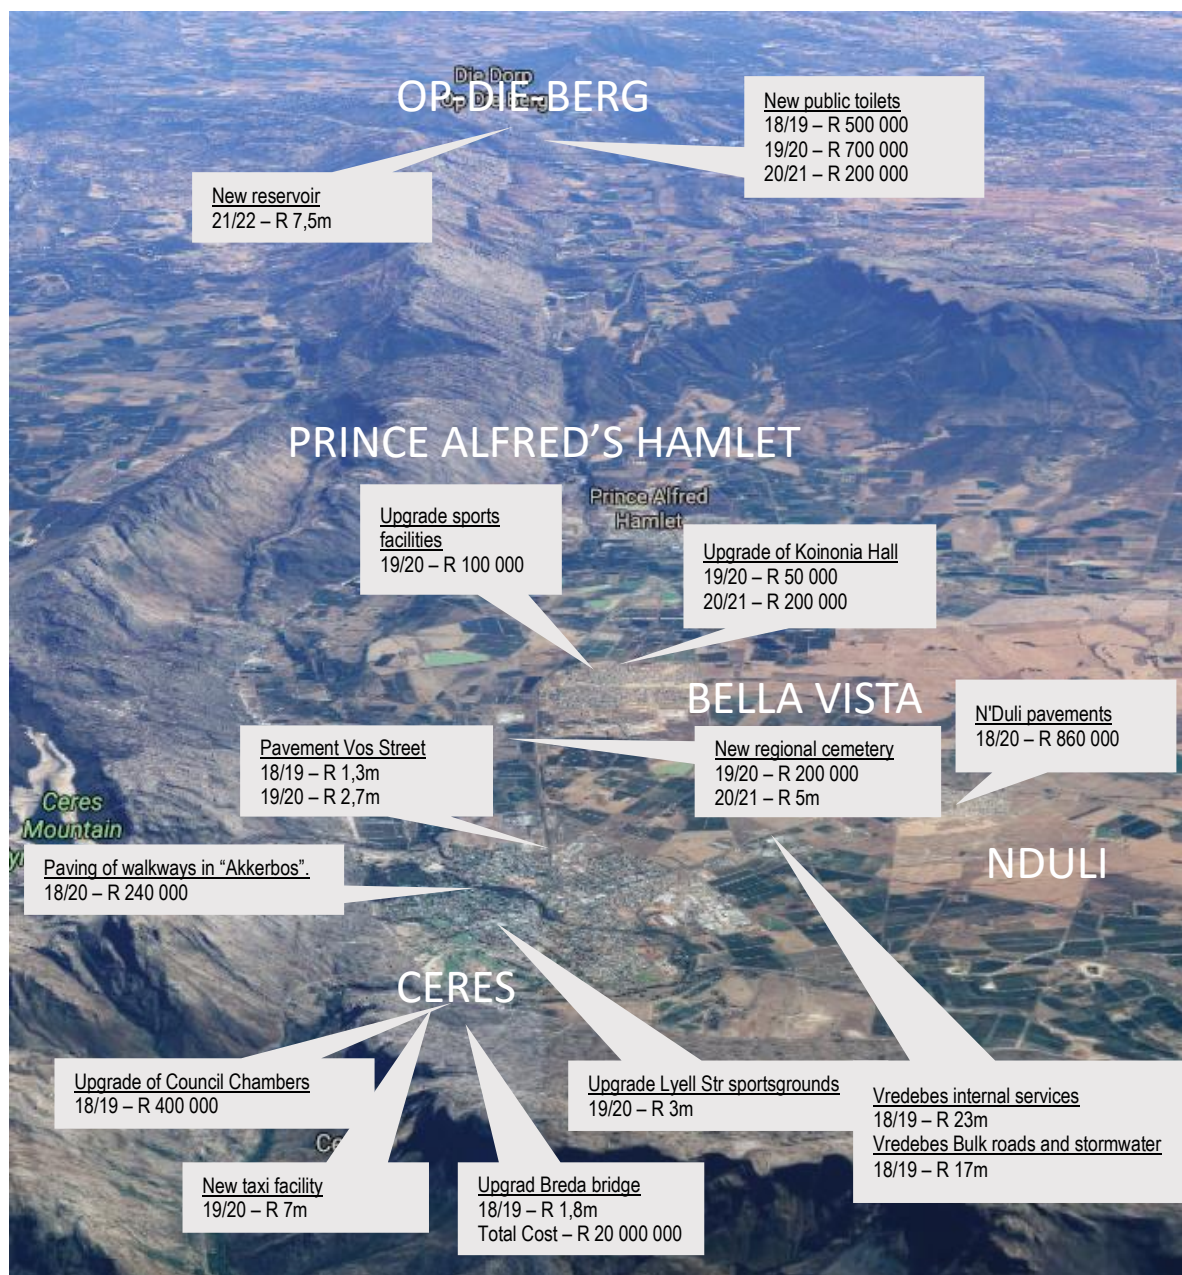 Die Dorp
Op Die Berg
OP-DIE-BERG
New public toilets
18/19 – R 500 000
19/20 – R 700 000
20/21 – R 200 000
New reservoir
21/22 – R 7,5m
PRINCE ALFRED’S HAMLET
Prince Alfred
Hamlet
Upgrade sports
facilities
19/20 – R 100 000
Upgrade of Koinonia Hall
19/20 – R 50 000
20/21 – R 200 000
BELLA VISTA
N'Duli pavements
18/20 – R 860 000
Pavement Vos Street
18/19 – R 1,3m
19/20 – R 2,7m
New regional cemetery
19/20 – R 200 000
20/21 – R 5m
Ceres
Mountain
NDULI
Paving of walkways in “Akkerbos”.
18/20 – R 240 000
CERES
Upgrade of Council Chambers
18/19 – R 400 000
Upgrade Lyell Str sportsgrounds
19/20 – R 3m
Vredebes internal services
18/19 – R 23m
Vredebes Bulk roads and stormwater
18/19 – R 17m
Ce
New taxi facility
19/20 – R 7m
Upgrad Breda bridge
18/19 – R 1,8m
Total Cost – R 20 000 000